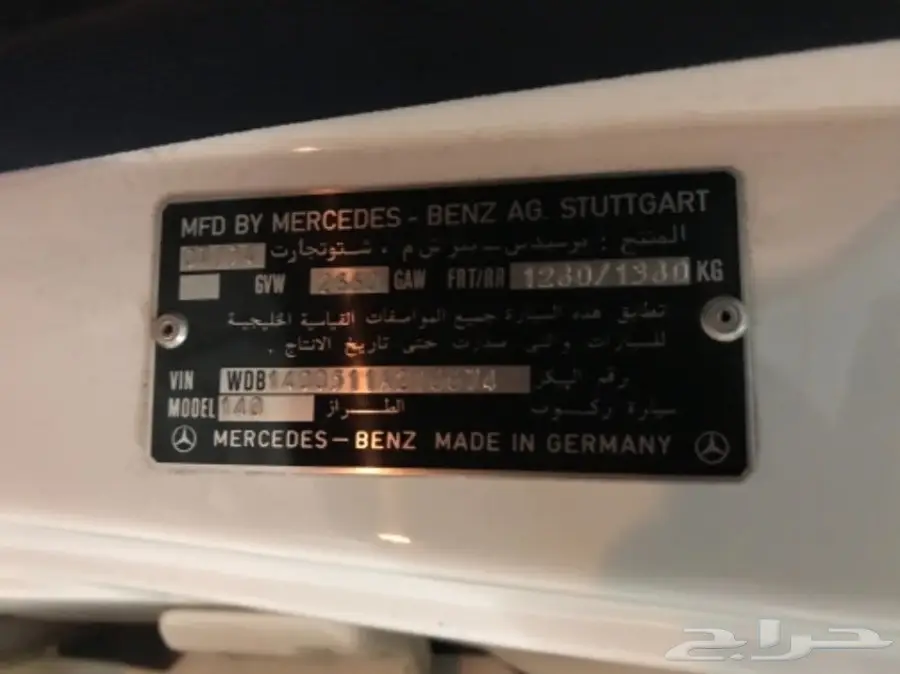 MFD BY MERCEDES - BENZ AG. STUTTGART
المنتج : مرسيدس - بنز ش م ، شتوتجارت
GVW GAW FRT/RR 1230/1330 KG
تطابق هذه السيارة جميع المواصفات القياسية الخليجية
للسيارات والتي صدرت حتى تاريخ الانتاج .
VIN WDB رقم الهيكل
MODEL 140 الطراز سيارة ركوب
MERCEDES - BENZ MADE IN GERMANY
حراج